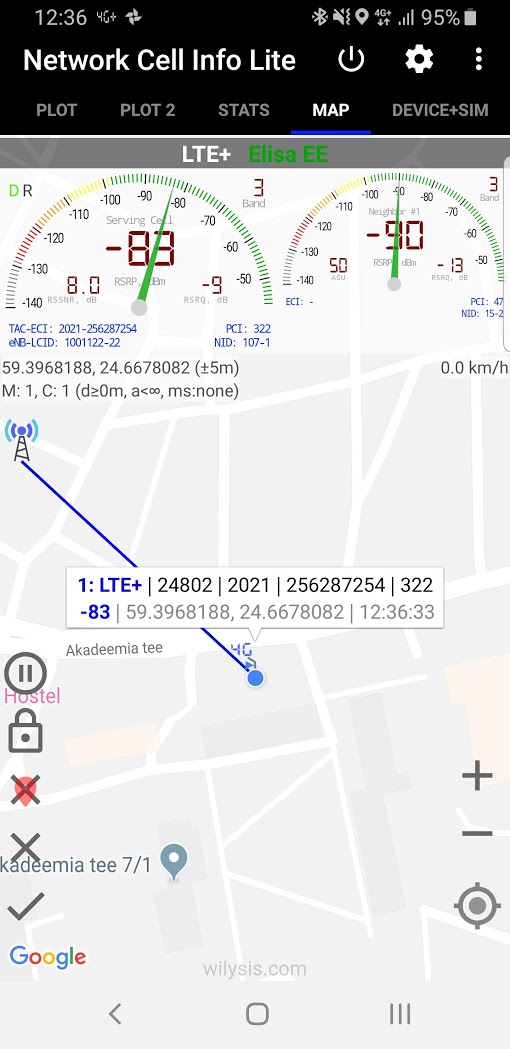 12:36 4G+ 4G+ 95%
Network Cell Info Lite
PLOT PLOT 2 STATS MAP DEVICE+SIM
LTE+ Elisa EE
D R
-140 -130 -120 -110 -100 -90 -80 -70 -60 -50
Serving Cell
-83
RSRP, dBm
3
Band
8.0
RSSNR, dB
-9
RSRQ, dB
TAC-ECI: 2021-256287254
PCI: 322
eNB-LCID: 1001122-22
NID: 107-1
-140 -130 -120 -110 -100 -90 -80 -70 -60 -50
Neighbor #1
-90
RSRP, dBm
3
Band
50
ASU
-13
RSRQ, dB
ECI: -
PCI: 47
NID: 15-2
59.3968188, 24.6678082 (±5m) 0.0 km/h
M: 1, C: 1 (d≥0m, a<∞, ms:none)
1: LTE+ | 24802 | 2021 | 256287254 | 322
-83 | 59.3968188, 24.6678082 | 12:36:33
Akadeemia tee
4G
Hostel
kadeemia tee 7/1
Google
wilysis.com